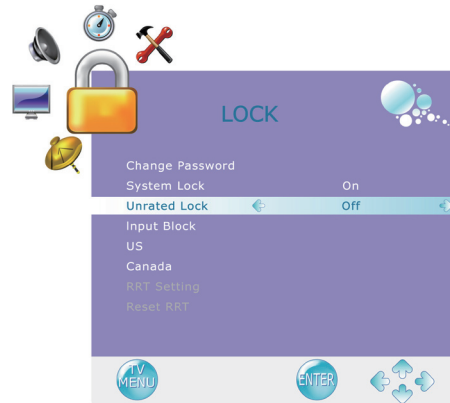 LOCK
Change Password
System Lock On
Unrated Lock Off
Input Block
US
Canada
RRT Setting
Reset RRT
TV
MENU
ENTER